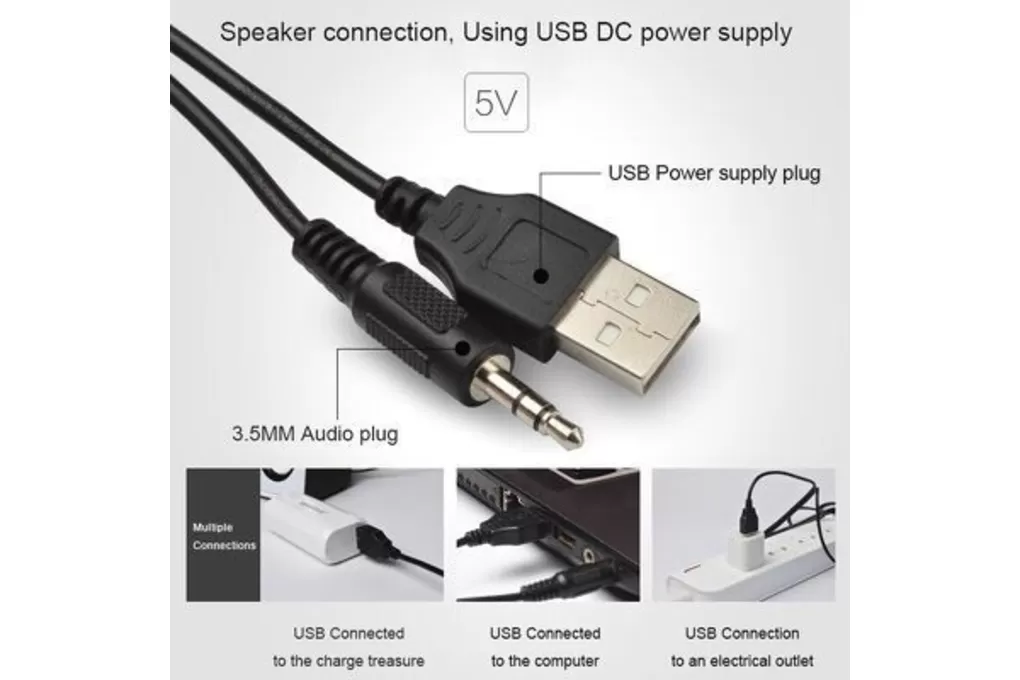 Speaker connection, Using USB DC power supply
5V
USB Power supply plug
3.5MM Audio plug
Multiple
Connections
USB Connected
to the charge treasure
USB Connected
to the computer
USB Connection
to an electrical outlet